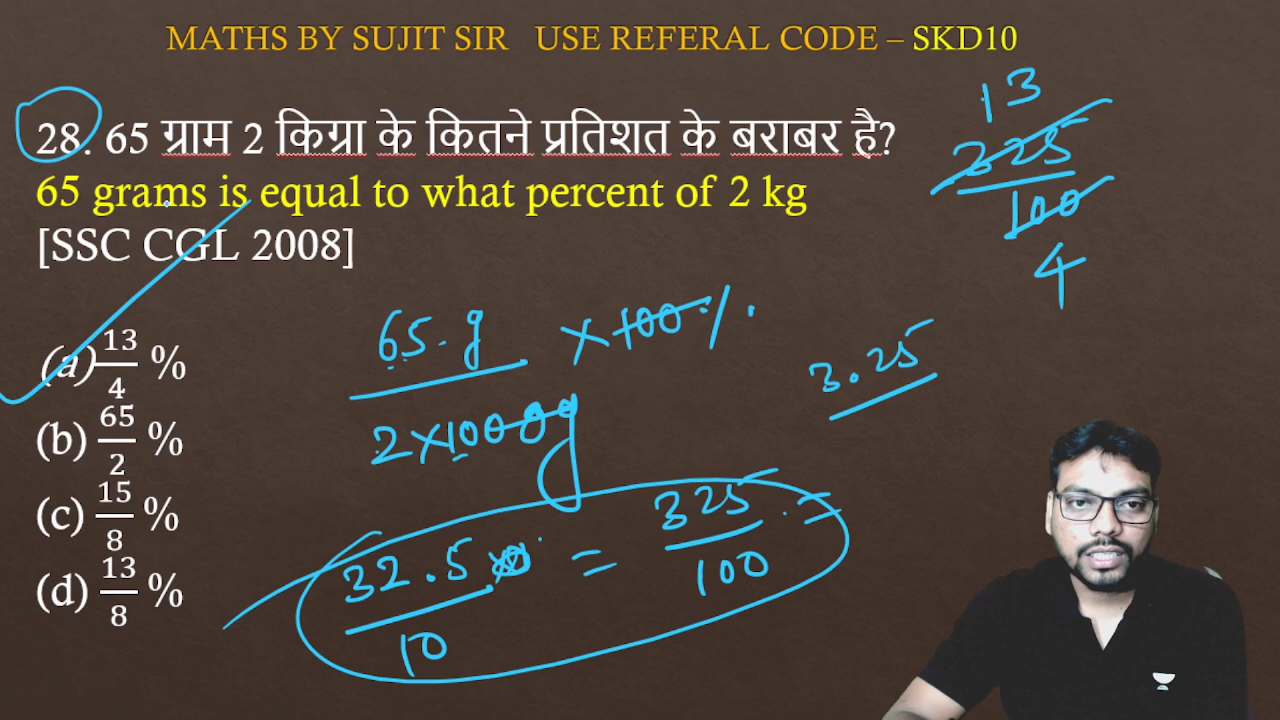 MATHS BY SUJIT SIR USE REFERAL CODE – SKD10
28. 65 ग्राम 2 किग्रा के कितने प्रतिशत के बराबर है?
65 grams is equal to what percent of 2 kg
[SSC CGL 2008]
(a) 13/4 %
(b) 65/2 %
(c) 15/8 %
(d) 13/8 %
65.g
×100%.
2×1000g
32.5
10
=
325
100
=
3.25
13
325
100
4